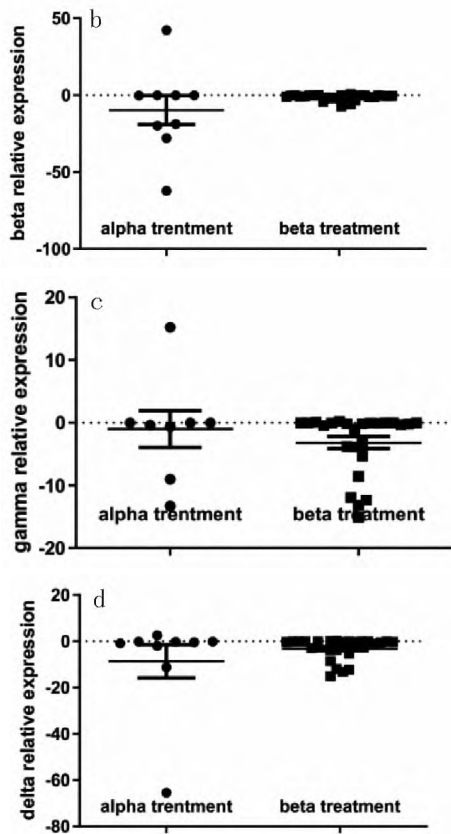 b
beta relative expression
50
0
-50
-100
alpha trentment
beta treatment
c
gamma relative expression
20
10
0
-10
-20
alpha trentment
beta treatment
d
delta relative expression
20
0
-20
-40
-60
-80
alpha trentment
beta treatment